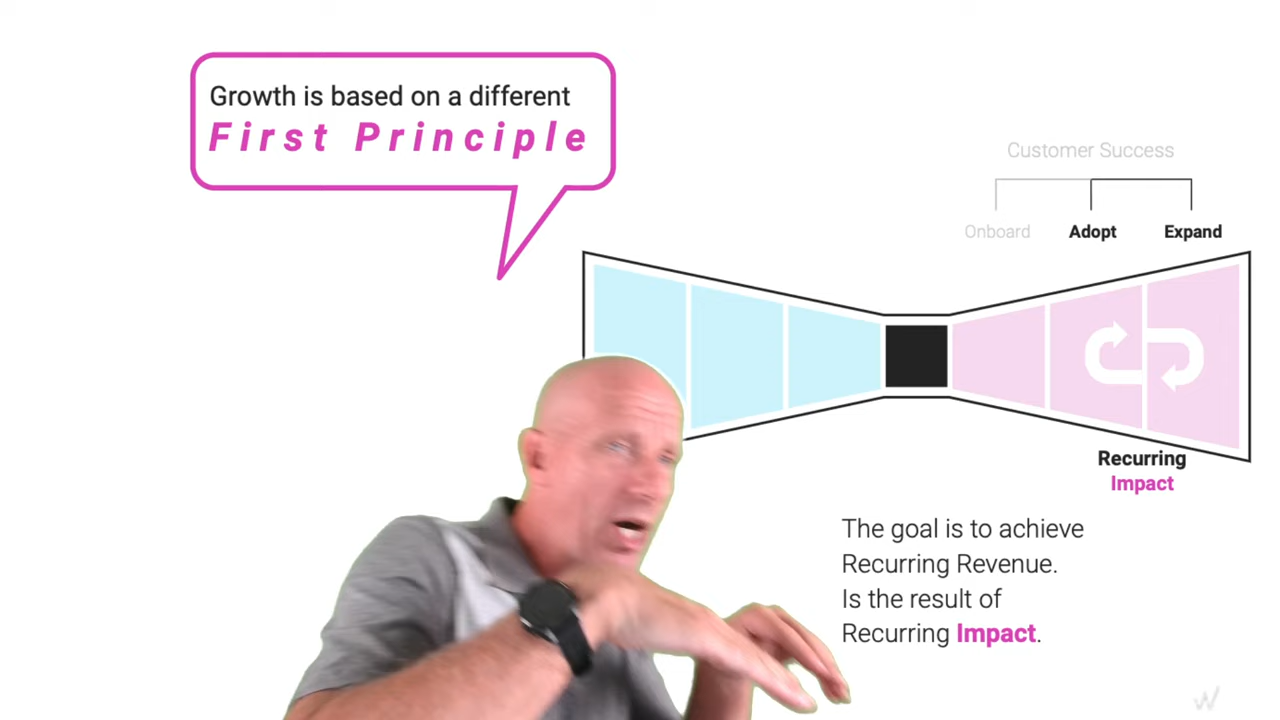 Growth is based on a different
First Principle
Customer Success
Onboard
Adopt
Expand
Recurring
Impact
The goal is to achieve
Recurring Revenue.
Is the result of
Recurring Impact.
W